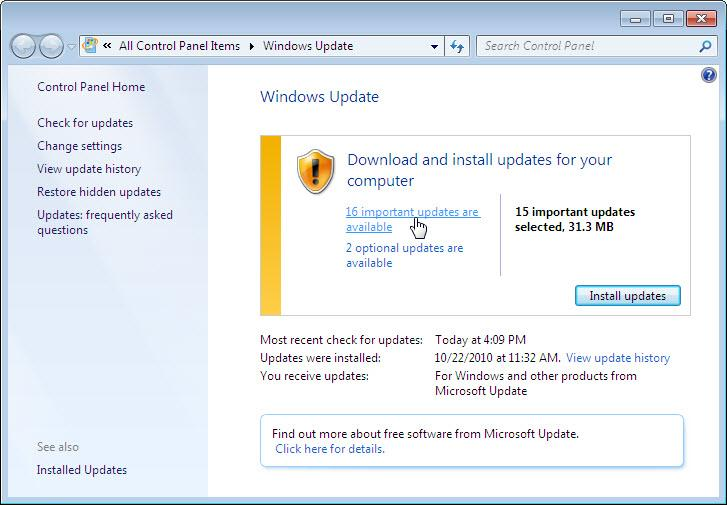 « All Control Panel Items ▸ Windows Update
Search Control Panel
Control Panel Home
Check for updates
Change settings
View update history
Restore hidden updates
Updates: frequently asked
questions
See also
Installed Updates
Windows Update
Download and install updates for your
computer
16 important updates are
available
2 optional updates are
available
15 important updates
selected, 31.3 MB
Install updates
Most recent check for updates: Today at 4:09 PM
Updates were installed: 10/22/2010 at 11:32 AM. View update history
You receive updates: For Windows and other products from
Microsoft Update
Find out more about free software from Microsoft Update.
Click here for details.